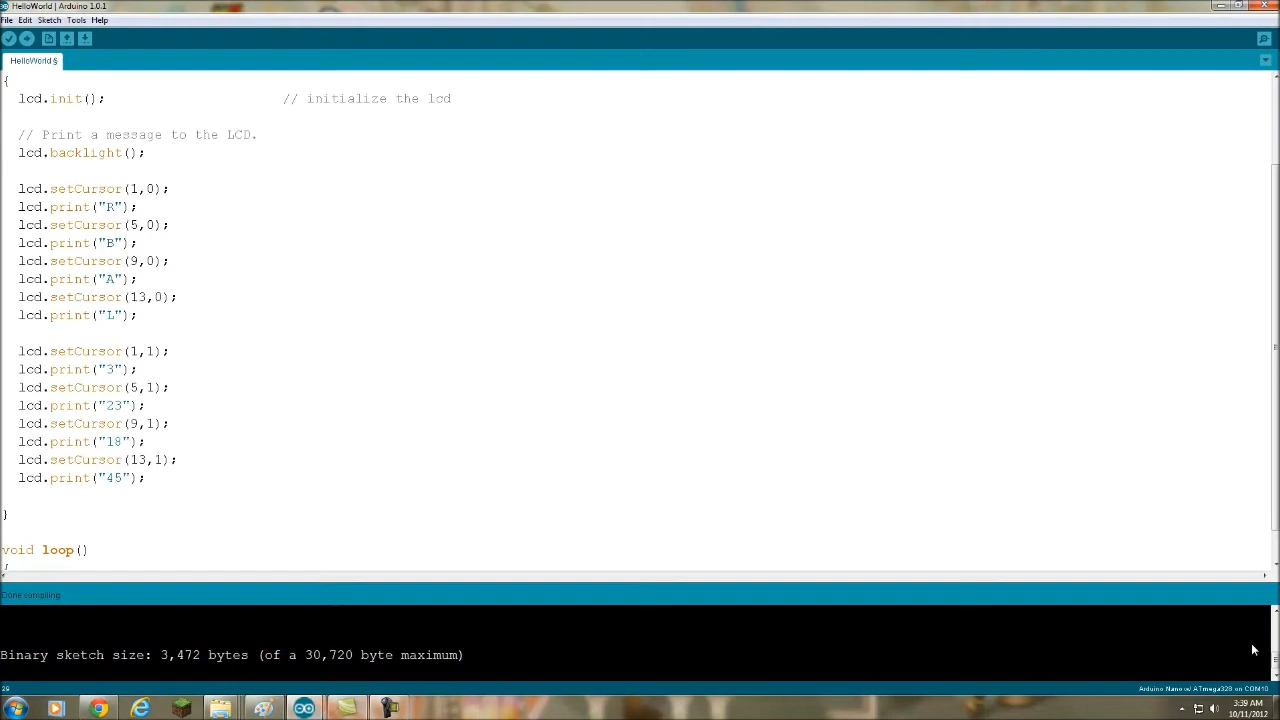 HelloWorld | Arduino 1.0.1
File Edit Sketch Tools Help
HelloWorld §
{
lcd.init(); // initialize the lcd
// Print a message to the LCD.
lcd.backlight();
lcd.setCursor(1,0);
lcd.print("R");
lcd.setCursor(5,0);
lcd.print("B");
lcd.setCursor(9,0);
lcd.print("A");
lcd.setCursor(13,0);
lcd.print("L");
lcd.setCursor(1,1);
lcd.print("3");
lcd.setCursor(5,1);
lcd.print("23");
lcd.setCursor(9,1);
lcd.print("18");
lcd.setCursor(13,1);
lcd.print("45");
}
void loop()
{
Done compiling
Binary sketch size: 3,472 bytes (of a 30,720 byte maximum)
29 Arduino Nano w/ ATmega328 on COM10
3:39 AM
10/11/2012